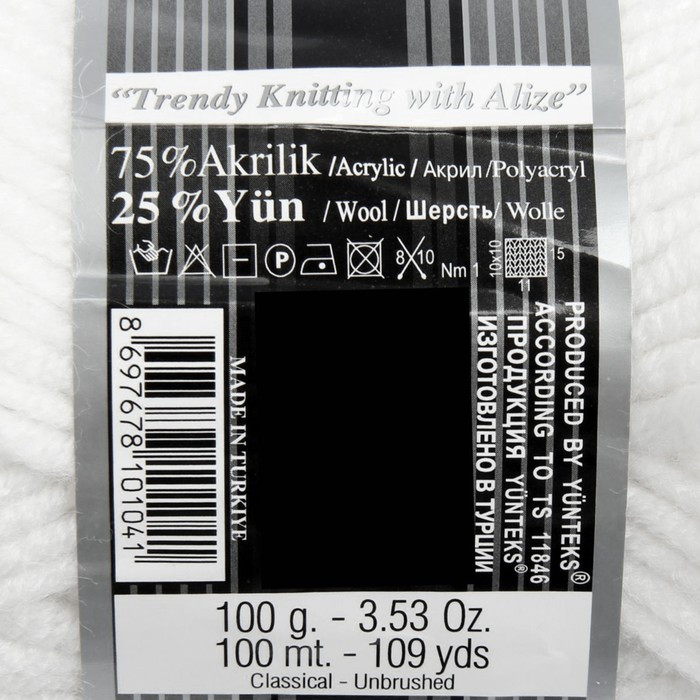 “Trendy Knitting with Alize”
75%Akrilik /Acrylic / Акрил /Polyacryl
25 %Yün / Wool / Шерсть/ Wolle
P
8 10
Nm 1
10x10
15
11
8 697678 101041
MADE IN TURKIYE
PRODUCED BY YÜNTEKS®
ACCORDING TO TS 11846
ПРОДУКЦИЯ YÜNTEKS®
ИЗГОТОВЛЕНО В ТУРЦИИ
100 g. - 3.53 Oz.
100 mt. - 109 yds
Classical - Unbrushed